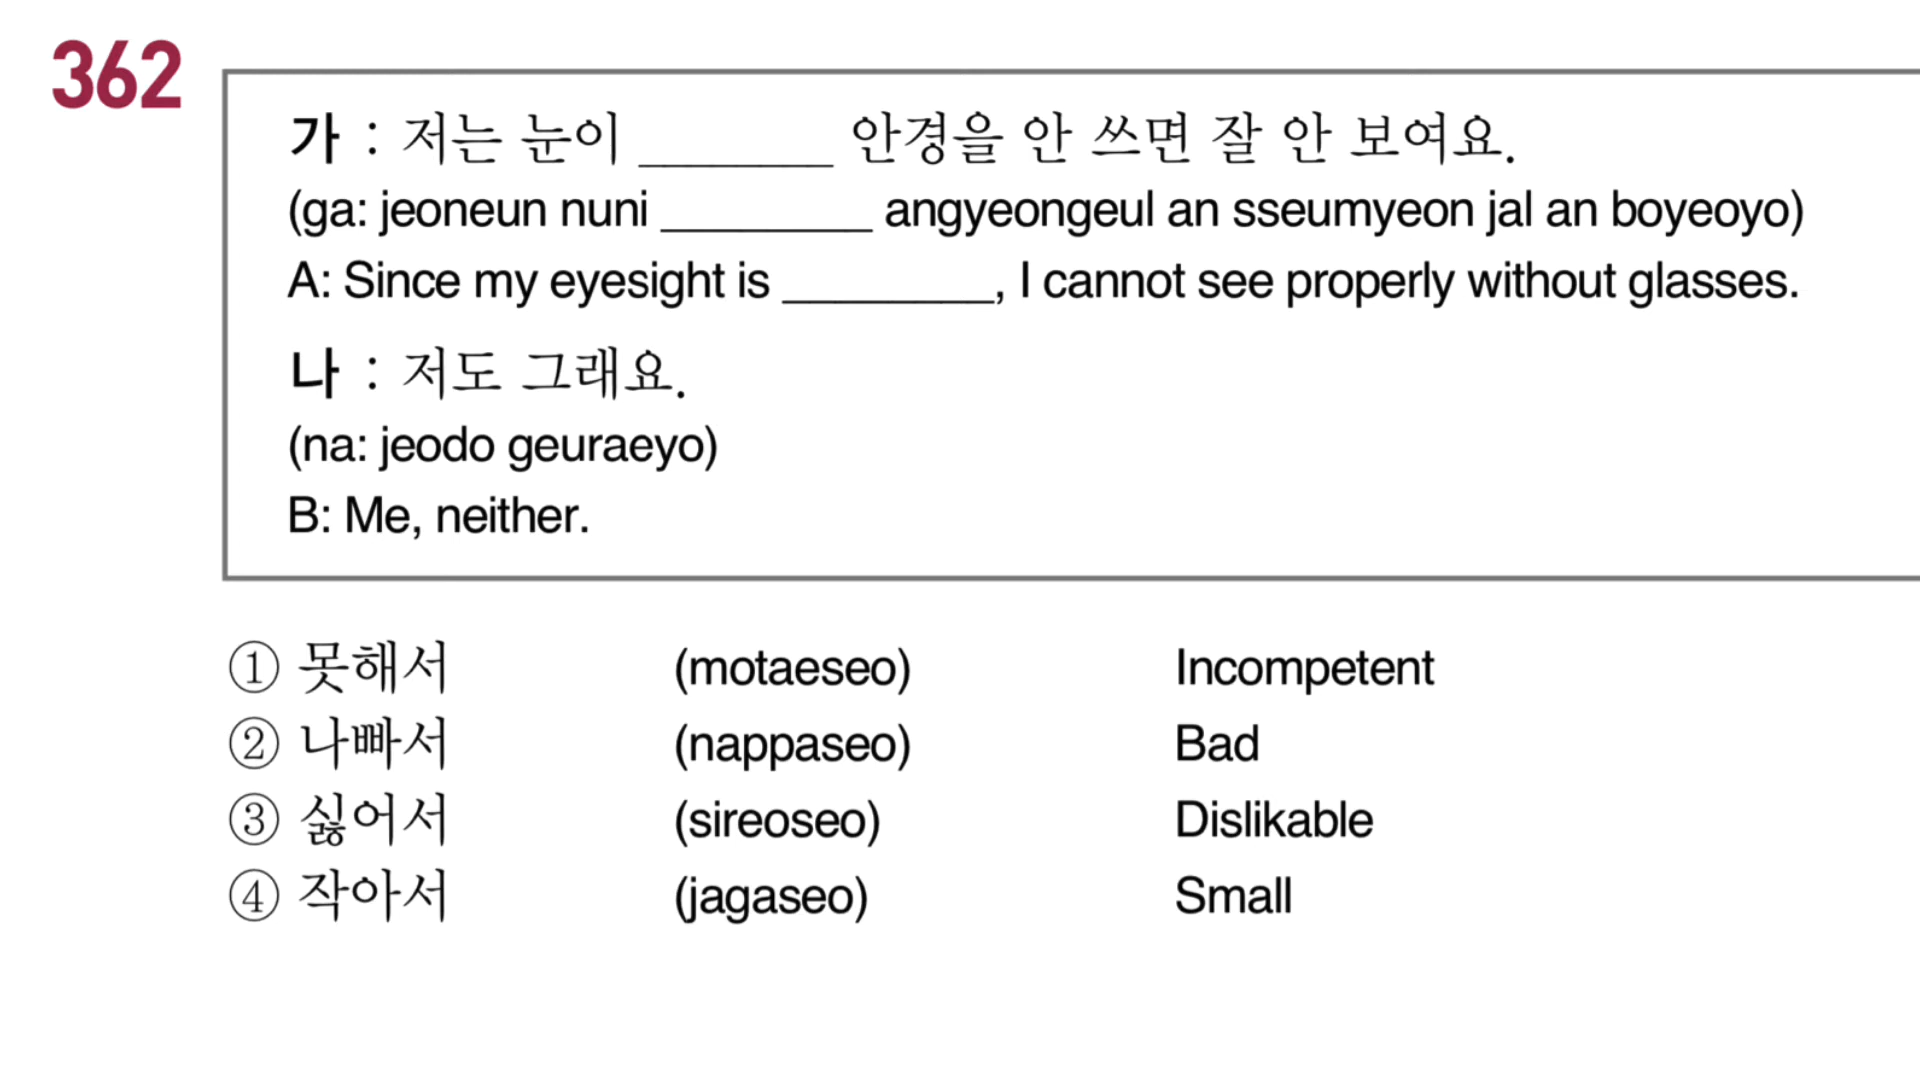 362
가 : 저는 눈이 ________ 안경을 안 쓰면 잘 안 보여요.
(ga: jeoneun nuni ________ angyeongeul an sseumyeon jal an boyeoyo)
A: Since my eyesight is ________, I cannot see properly without glasses.
나 : 저도 그래요.
(na: jeodo geuraeyo)
B: Me, neither.
① 못해서 (motaeseo) Incompetent
② 나빠서 (nappaseo) Bad
③ 싫어서 (sireoseo) Dislikable
④ 작아서 (jagaseo) Small